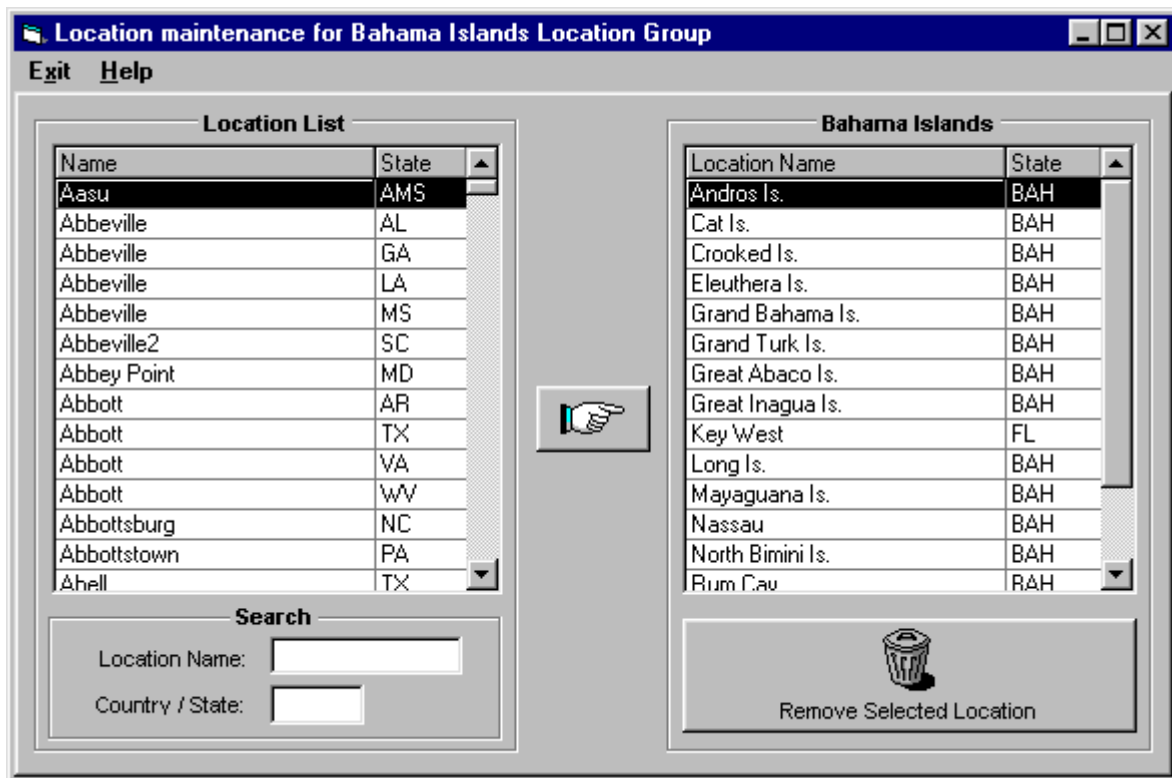 Location maintenance for Bahama Islands Location Group
Exit Help
Location List
Name State
Aasu AMS
Abbeville AL
Abbeville GA
Abbeville LA
Abbeville MS
Abbeville2 SC
Abbey Point MD
Abbott AR
Abbott TX
Abbott VA
Abbott WV
Abbottsburg NC
Abbottstown PA
Abell TX
Search
Location Name:
Country / State:
Bahama Islands
Location Name State
Andros Is. BAH
Cat Is. BAH
Crooked Is. BAH
Eleuthera Is. BAH
Grand Bahama Is. BAH
Grand Turk Is. BAH
Great Abaco Is. BAH
Great Inagua Is. BAH
Key West FL
Long Is. BAH
Mayaguana Is. BAH
Nassau BAH
North Bimini Is. BAH
Rum Cay BAH
Remove Selected Location